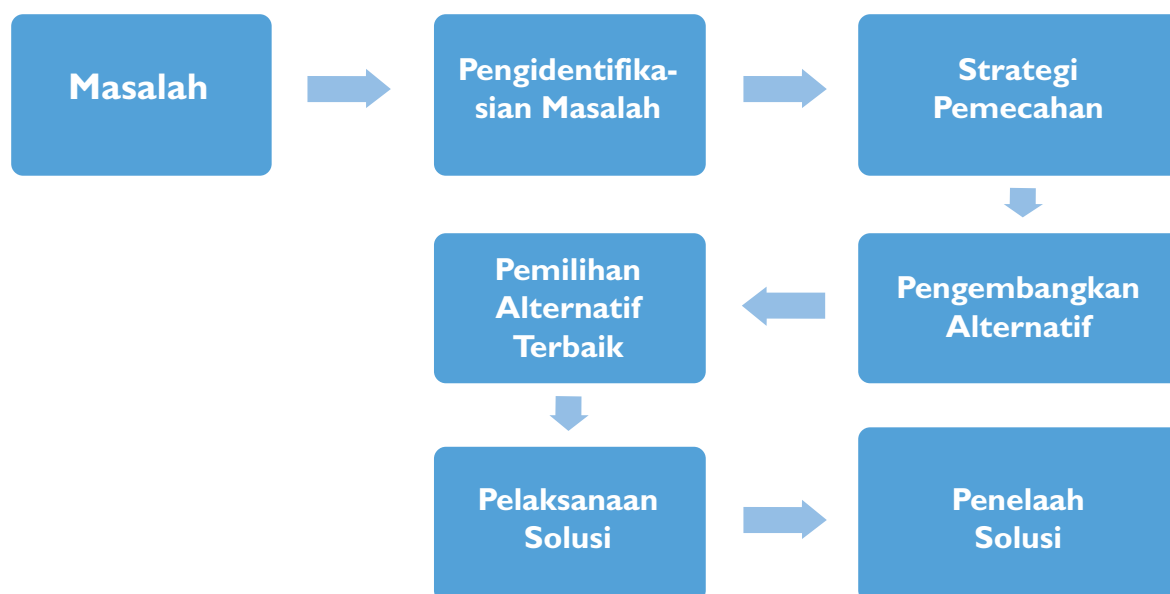 Masalah
Pengidentifika-
sian Masalah
Strategi
Pemecahan
Pengembangkan
Alternatif
Pemilihan
Alternatif
Terbaik
Pelaksanaan
Solusi
Penelaah
Solusi